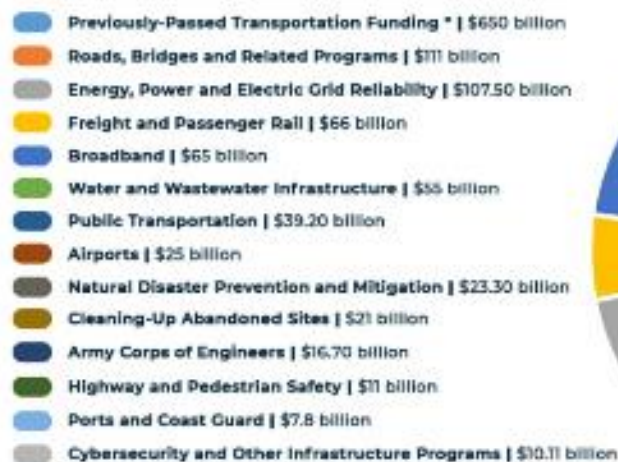 Previously-Passed Transportation Funding * | $650 billion
Roads, Bridges and Related Programs | $111 billion
Energy, Power and Electric Grid Reliability | $107.50 billion
Freight and Passenger Rail | $66 billion
Broadband | $65 billion
Water and Wastewater Infrastructure | $55 billion
Public Transportation | $39.20 billion
Airports | $25 billion
Natural Disaster Prevention and Mitigation | $23.30 billion
Cleaning-Up Abandoned Sites | $21 billion
Army Corps of Engineers | $16.70 billion
Highway and Pedestrian Safety | $11 billion
Ports and Coast Guard | $7.8 billion
Cybersecurity and Other Infrastructure Programs | $10.11 billion